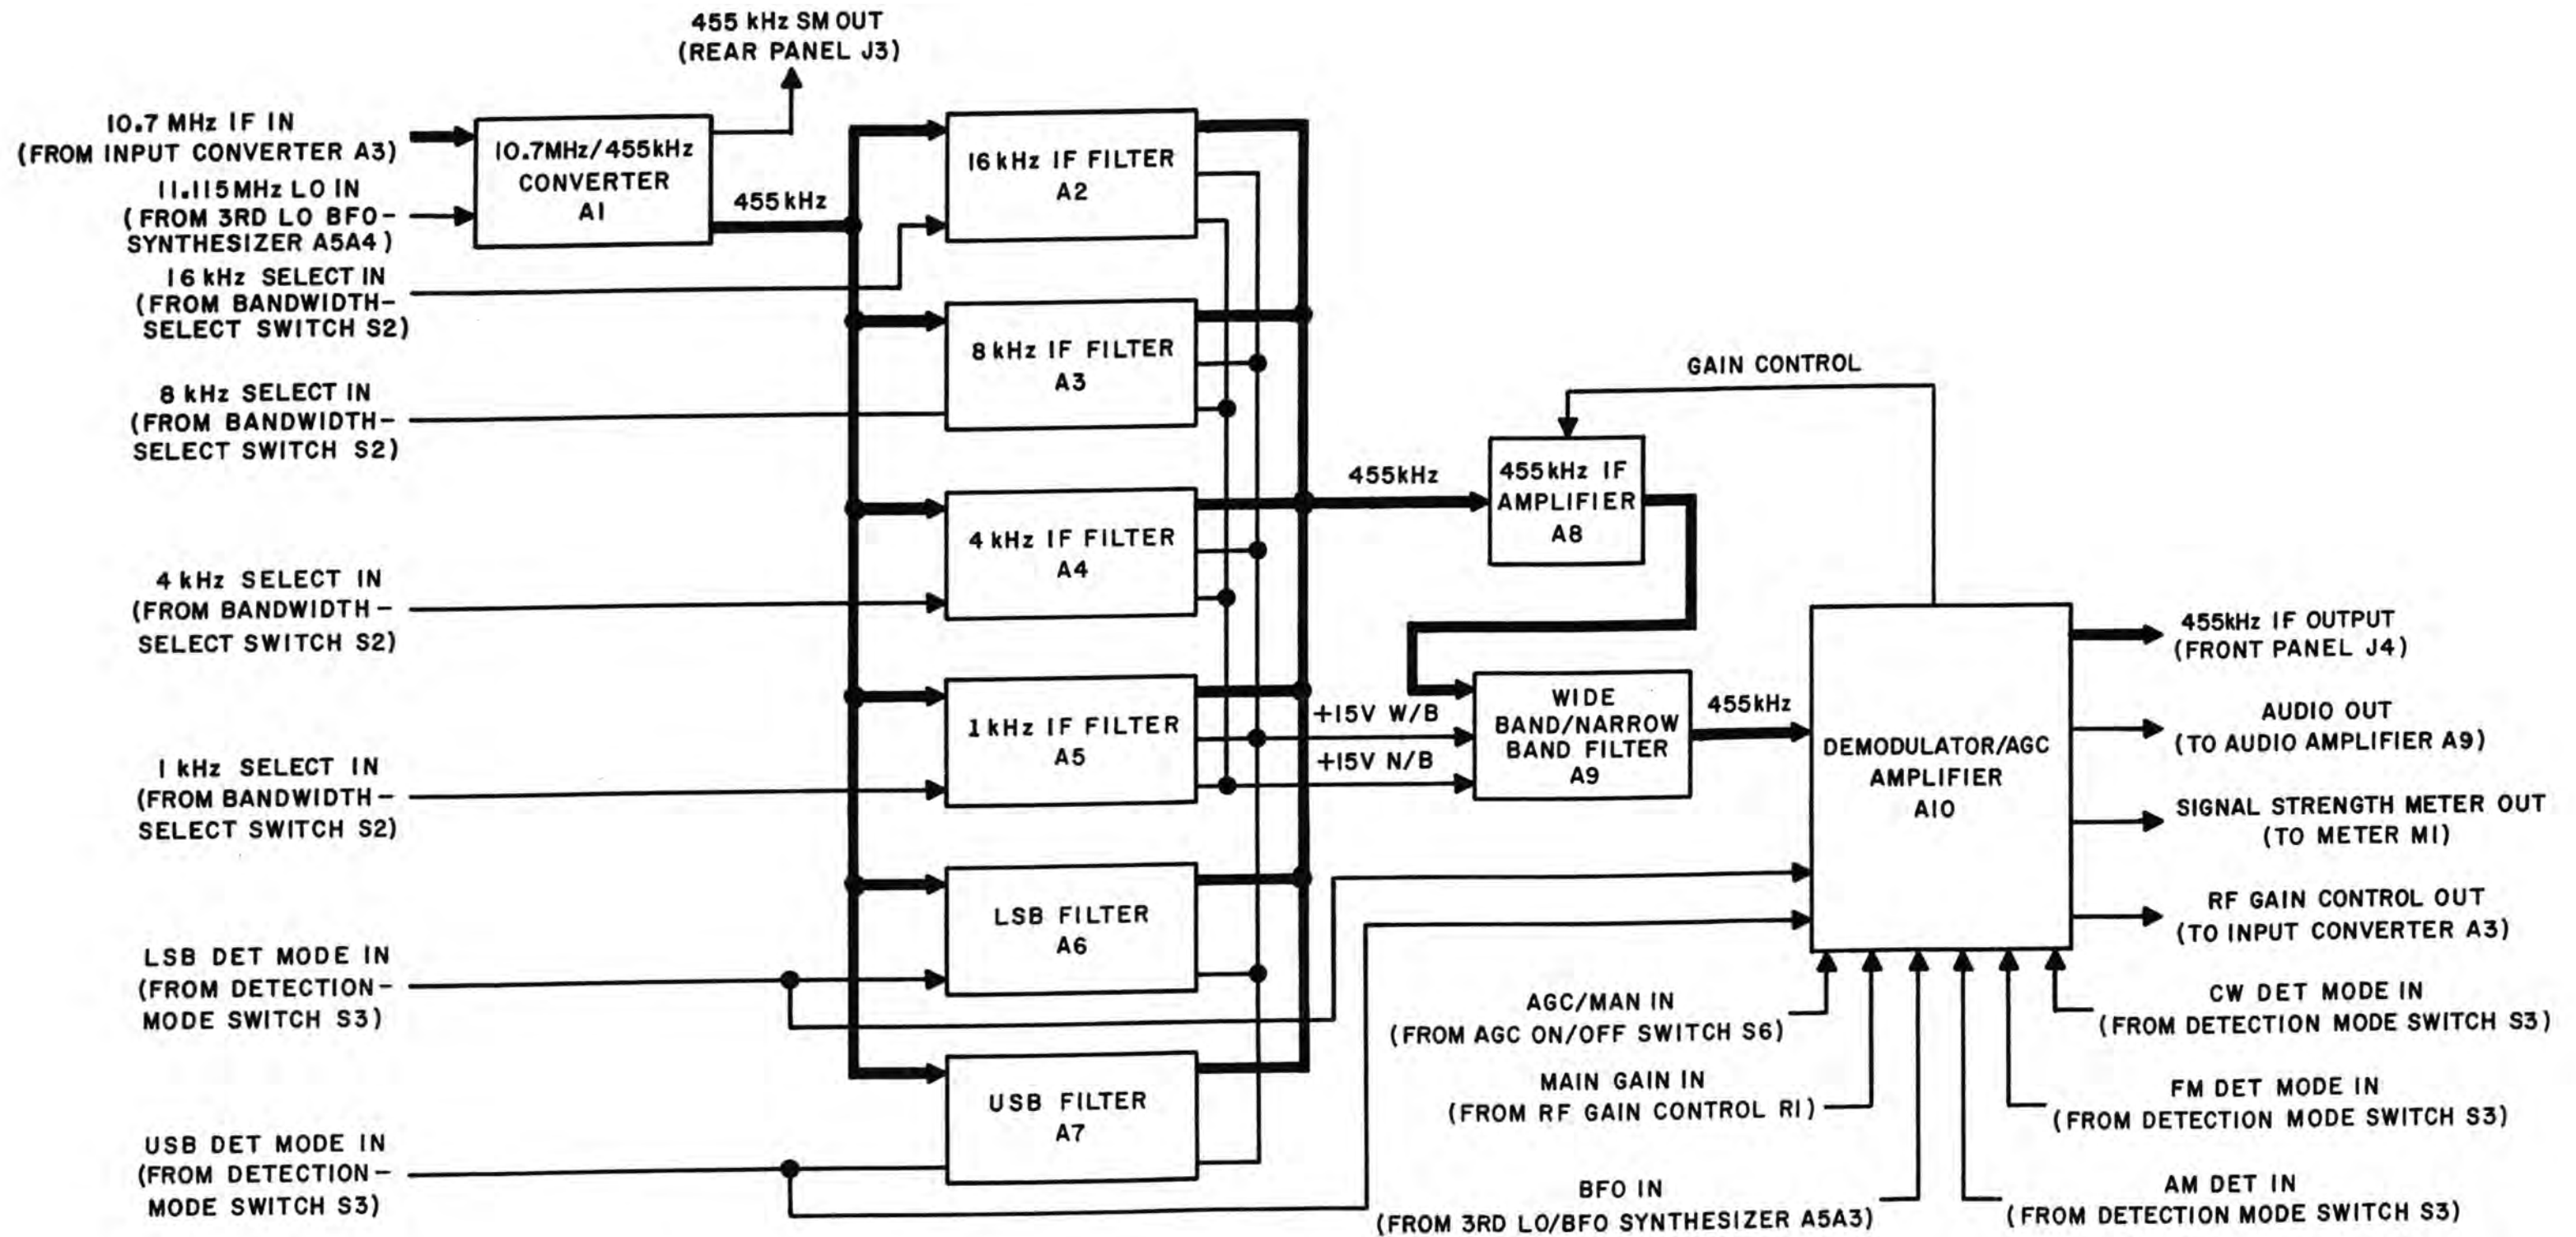 455 kHz SM OUT
(REAR PANEL J3)
10.7 MHz IF IN
(FROM INPUT CONVERTER A3)
11.115MHz LO IN
(FROM 3RD LO BFO-
SYNTHESIZER A5A4)
16 kHz SELECT IN
(FROM BANDWIDTH-
SELECT SWITCH S2)
8 kHz SELECT IN
(FROM BANDWIDTH-
SELECT SWITCH S2)
4 kHz SELECT IN
(FROM BANDWIDTH-
SELECT SWITCH S2)
1 kHz SELECT IN
(FROM BANDWIDTH-
SELECT SWITCH S2)
LSB DET MODE IN
(FROM DETECTION-
MODE SWITCH S3)
USB DET MODE IN
(FROM DETECTION-
MODE SWITCH S3)
10.7MHz/455kHz
CONVERTER
A1
455kHz
16kHz IF FILTER
A2
8kHz IF FILTER
A3
4kHz IF FILTER
A4
1kHz IF FILTER
A5
LSB FILTER
A6
USB FILTER
A7
GAIN CONTROL
455kHz
455kHz IF
AMPLIFIER
A8
+15V W/B
+15V N/B
WIDE
BAND/NARROW
BAND FILTER
A9
455kHz
DEMODULATOR/AGC
AMPLIFIER
A10
455kHz IF OUTPUT
(FRONT PANEL J4)
AUDIO OUT
(TO AUDIO AMPLIFIER A9)
SIGNAL STRENGTH METER OUT
(TO METER M1)
RF GAIN CONTROL OUT
(TO INPUT CONVERTER A3)
AGC/MAN IN
(FROM AGC ON/OFF SWITCH S6)
MAIN GAIN IN
(FROM RF GAIN CONTROL R1)
BFO IN
(FROM 3RD LO/BFO SYNTHESIZER A5A3)
CW DET MODE IN
(FROM DETECTION MODE SWITCH S3)
FM DET MODE IN
(FROM DETECTION MODE SWITCH S3)
AM DET IN
(FROM DETECTION MODE SWITCH S3)